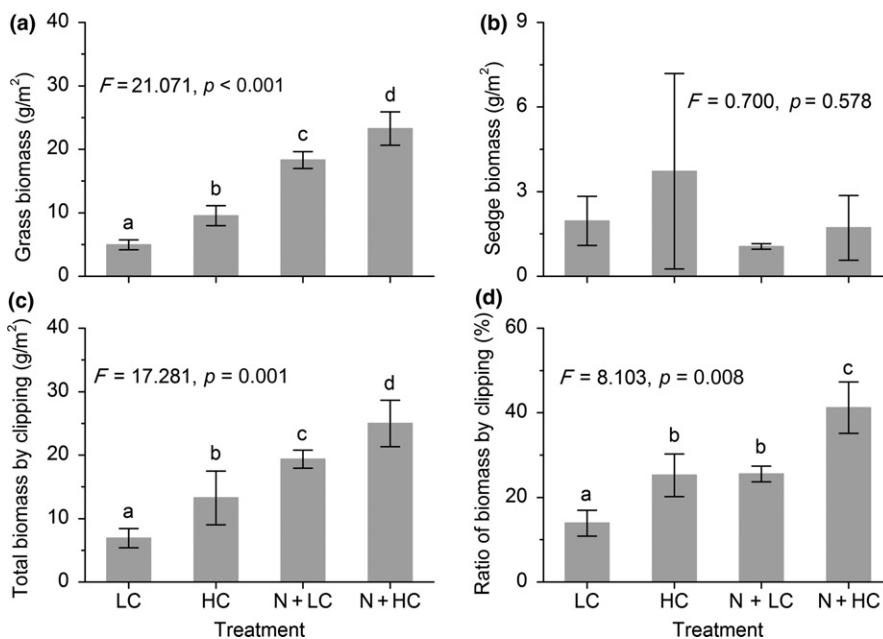 (a)
Grass biomass (g/m²)
40
30
20
10
0
F = 21.071, p < 0.001
a
b
c
d
(b)
Sedge biomass (g/m²)
9
6
3
0
F = 0.700, p = 0.578
(c)
Total biomass by clipping (g/m²)
40
30
20
10
0
F = 17.281, p = 0.001
a
b
c
d
LC
HC
N + LC
N + HC
Treatment
(d)
Ratio of biomass by clipping (%)
60
40
20
0
F = 8.103, p = 0.008
a
b
b
c
LC
HC
N + LC
N + HC
Treatment